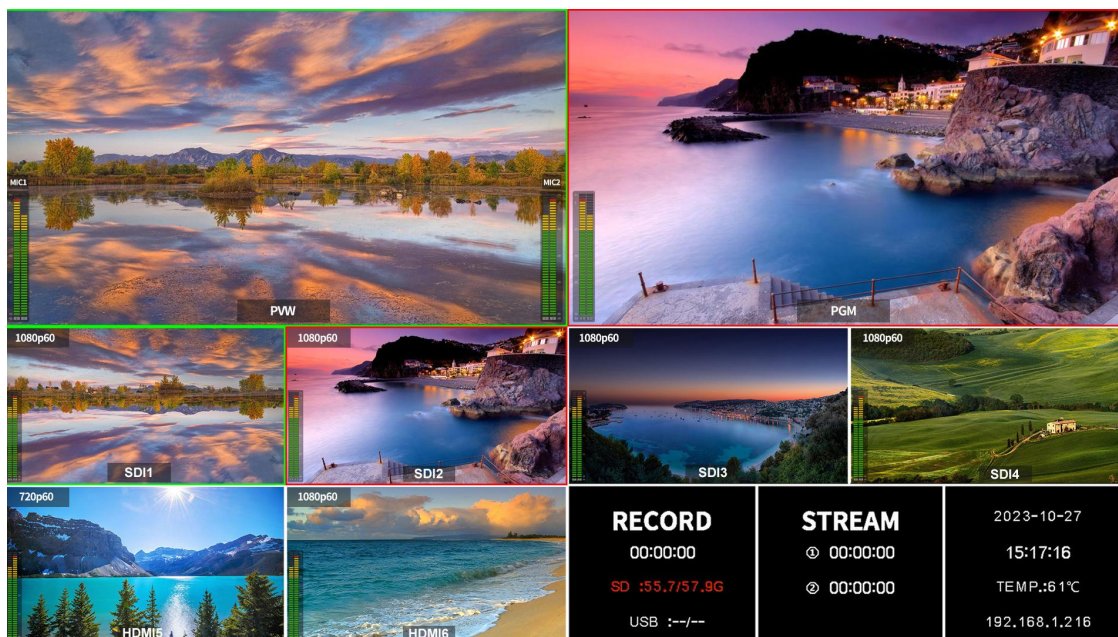 MIC1
MIC2
PVW
PGM
1080p60
1080p60
1080p60
1080p60
SDI1
SDI2
SDI3
SDI4
720p60
1080p60
HDMI5
HDMI6
RECORD
00:00:00
SD :55.7/57.9G
USB :--/--
STREAM
① 00:00:00
② 00:00:00
2023-10-27
15:17:16
TEMP.:61℃
192.168.1.216